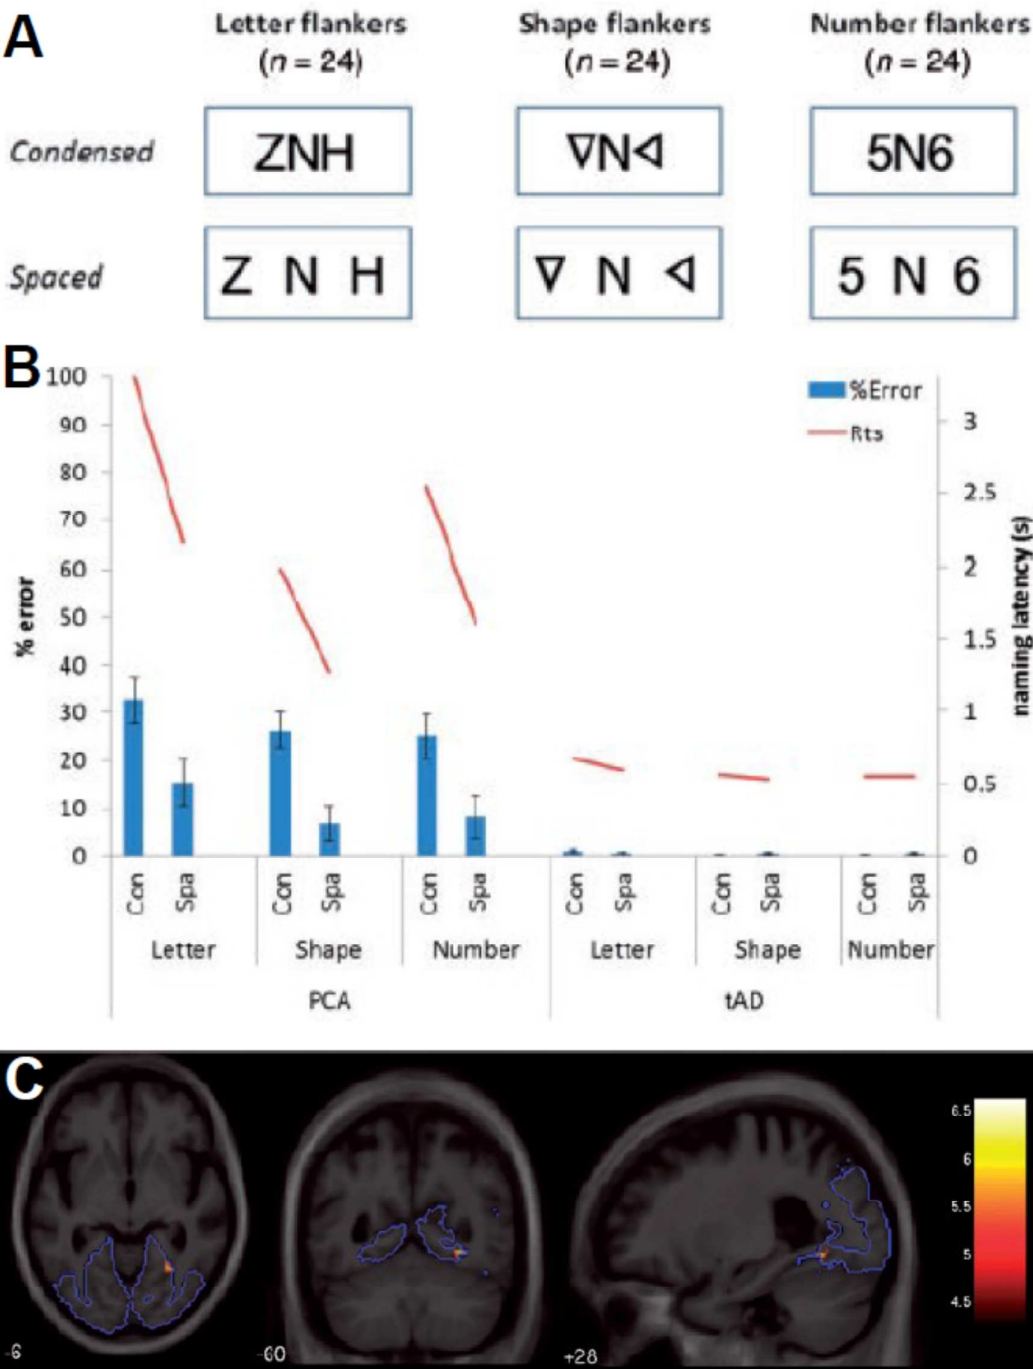 A
Letter flankers Shape flankers Number flankers
(n = 24) (n = 24) (n = 24)
Condensed ZNH ▽N◁ 5N6
Spaced Z N H ▽ N ◁ 5 N 6
B
100
90
80
70
60
50
40
30
20
10
0
% error
%Error
Rts
3
2.5
2
1.5
1
0.5
0
naming latency (s)
Con Spa Con Spa Con Spa Con Spa Con Spa Con Spa
Letter Shape Number Letter Shape Number
PCA tAD
C
6.5
6
5.5
5
4.5
-6 -60 +28